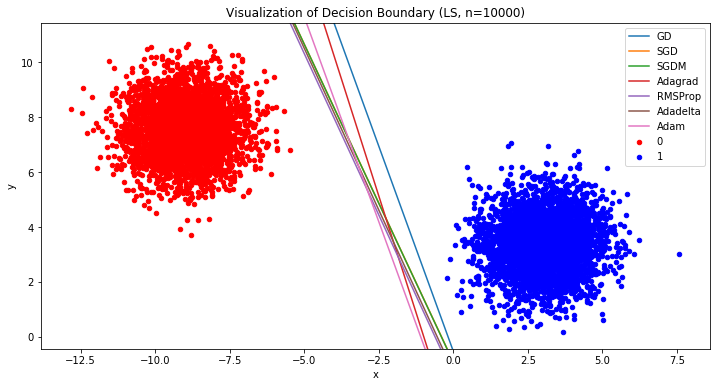 Visualization of Decision Boundary (LS, n=10000)
GD
SGD
SGDM
Adagrad
RMSProp
Adadelta
Adam
0
1
y
10
8
6
4
2
0
−12.5 −10.0 −7.5 −5.0 −2.5 0.0 2.5 5.0 7.5
x